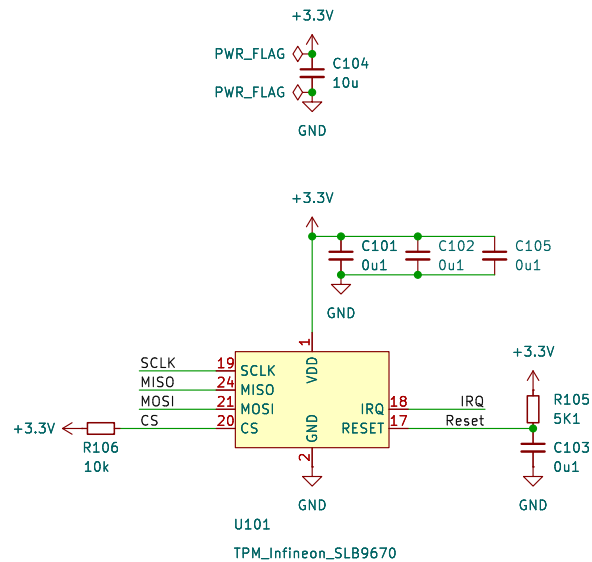 +3.3V
PWR_FLAG
C104
10u
PWR_FLAG
GND
+3.3V
C101
0u1
C102
0u1
C105
0u1
GND
+3.3V
1
VDD
SCLK
19
SCLK
MISO
24
MISO
MOSI
21
MOSI
CS
20
CS
+3.3V
R106
10k
IRQ
18
IRQ
RESET
17
Reset
R105
5K1
C103
0u1
GND
GND
2
GND
U101
TPM_Infineon_SLB9670